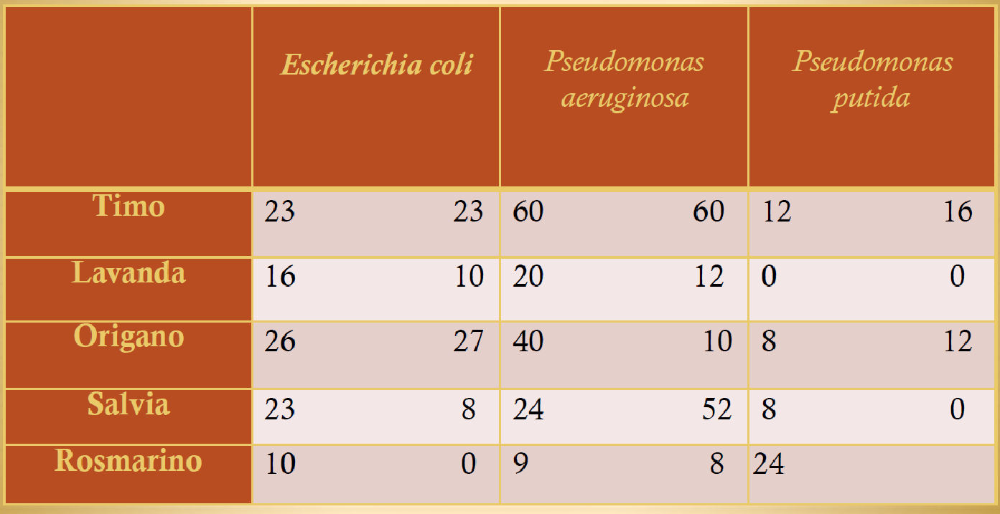 Escherichia coli
Pseudomonas
aeruginosa
Pseudomonas
putida
Timo 23 23 60 60 12 16
Lavanda 16 10 20 12 0 0
Origano 26 27 40 10 8 12
Salvia 23 8 24 52 8 0
Rosmarino 10 0 9 8 24